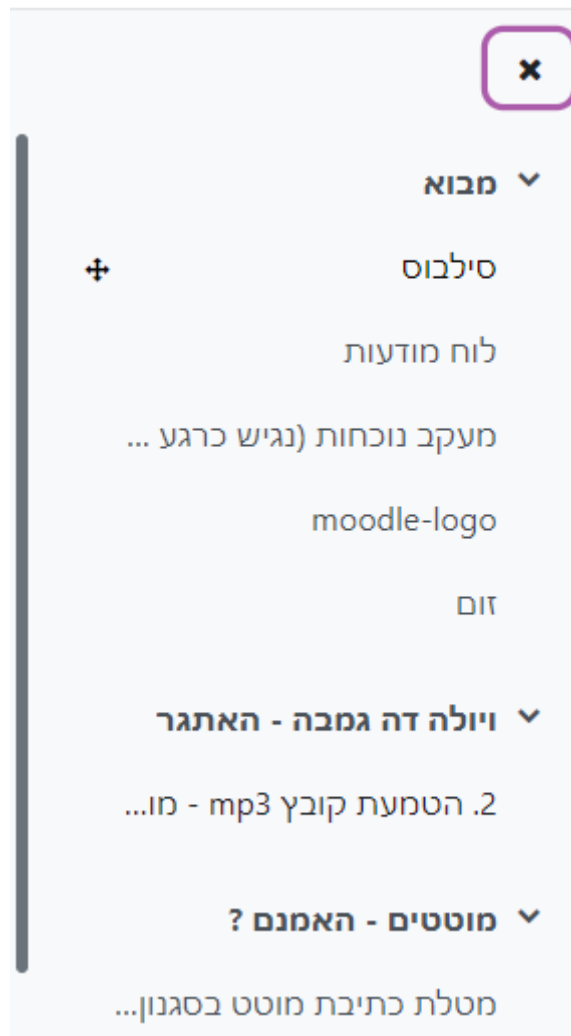 מבוא
סילבוס
לוח מודעות
מעקב נוכחות (נגיש כרגע ...
moodle-logo
זום
ויולה דה גמבה - האתגר
2. הטמעת קובץ mp3 - מו...
מוטטים - האמנם ?
מטלת כתיבת מוטט בסגנון...